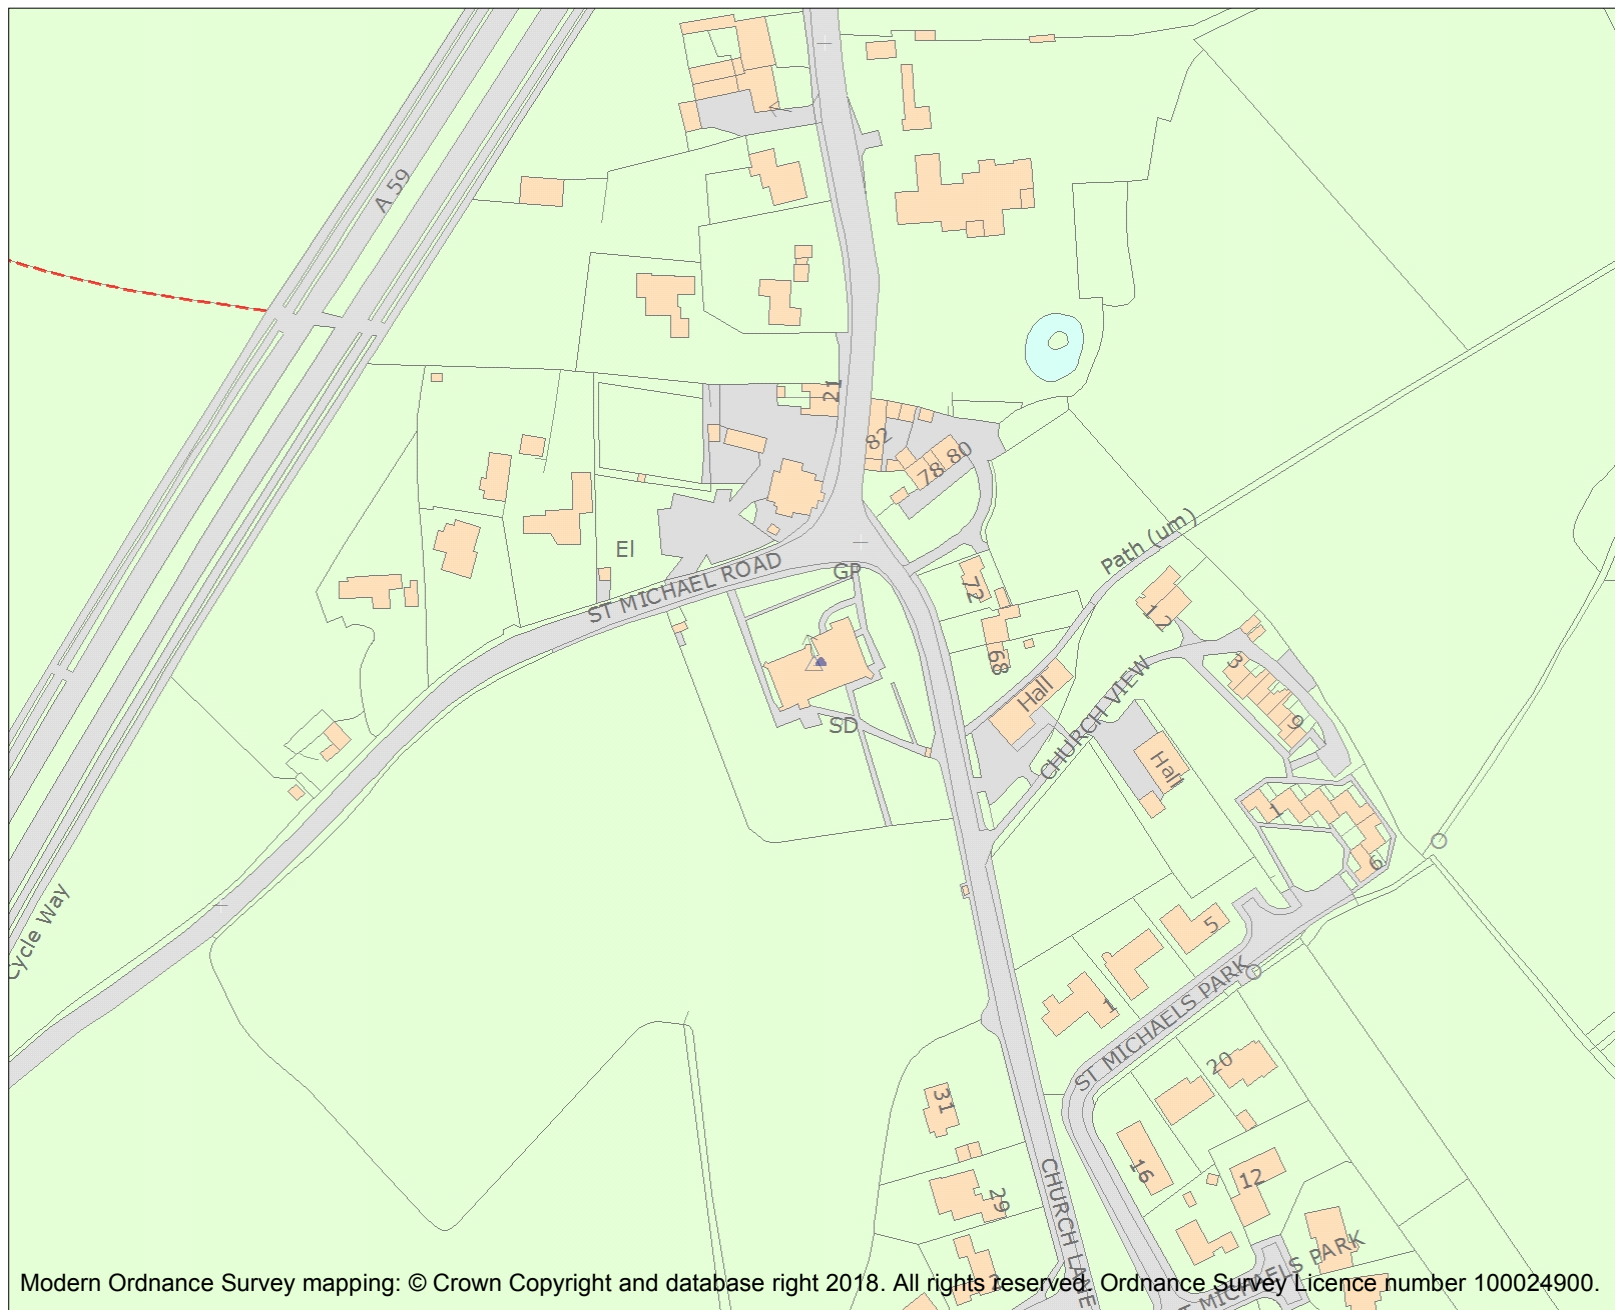 A 59
21
82
78 80
Path (um)
El
ST MICHAEL ROAD
GP
72
12
68
3
Hall
CHURCH VIEW
9
SD
Hall
1
6
Cycle Way
5
ST MICHAELS PARK
1
20
31
16
12
29
CHURCH LANE
ST MICHAELS PARK
Modern Ordnance Survey mapping: © Crown Copyright and database right 2018. All rights reserved. Ordnance Survey Licence number 100024900.